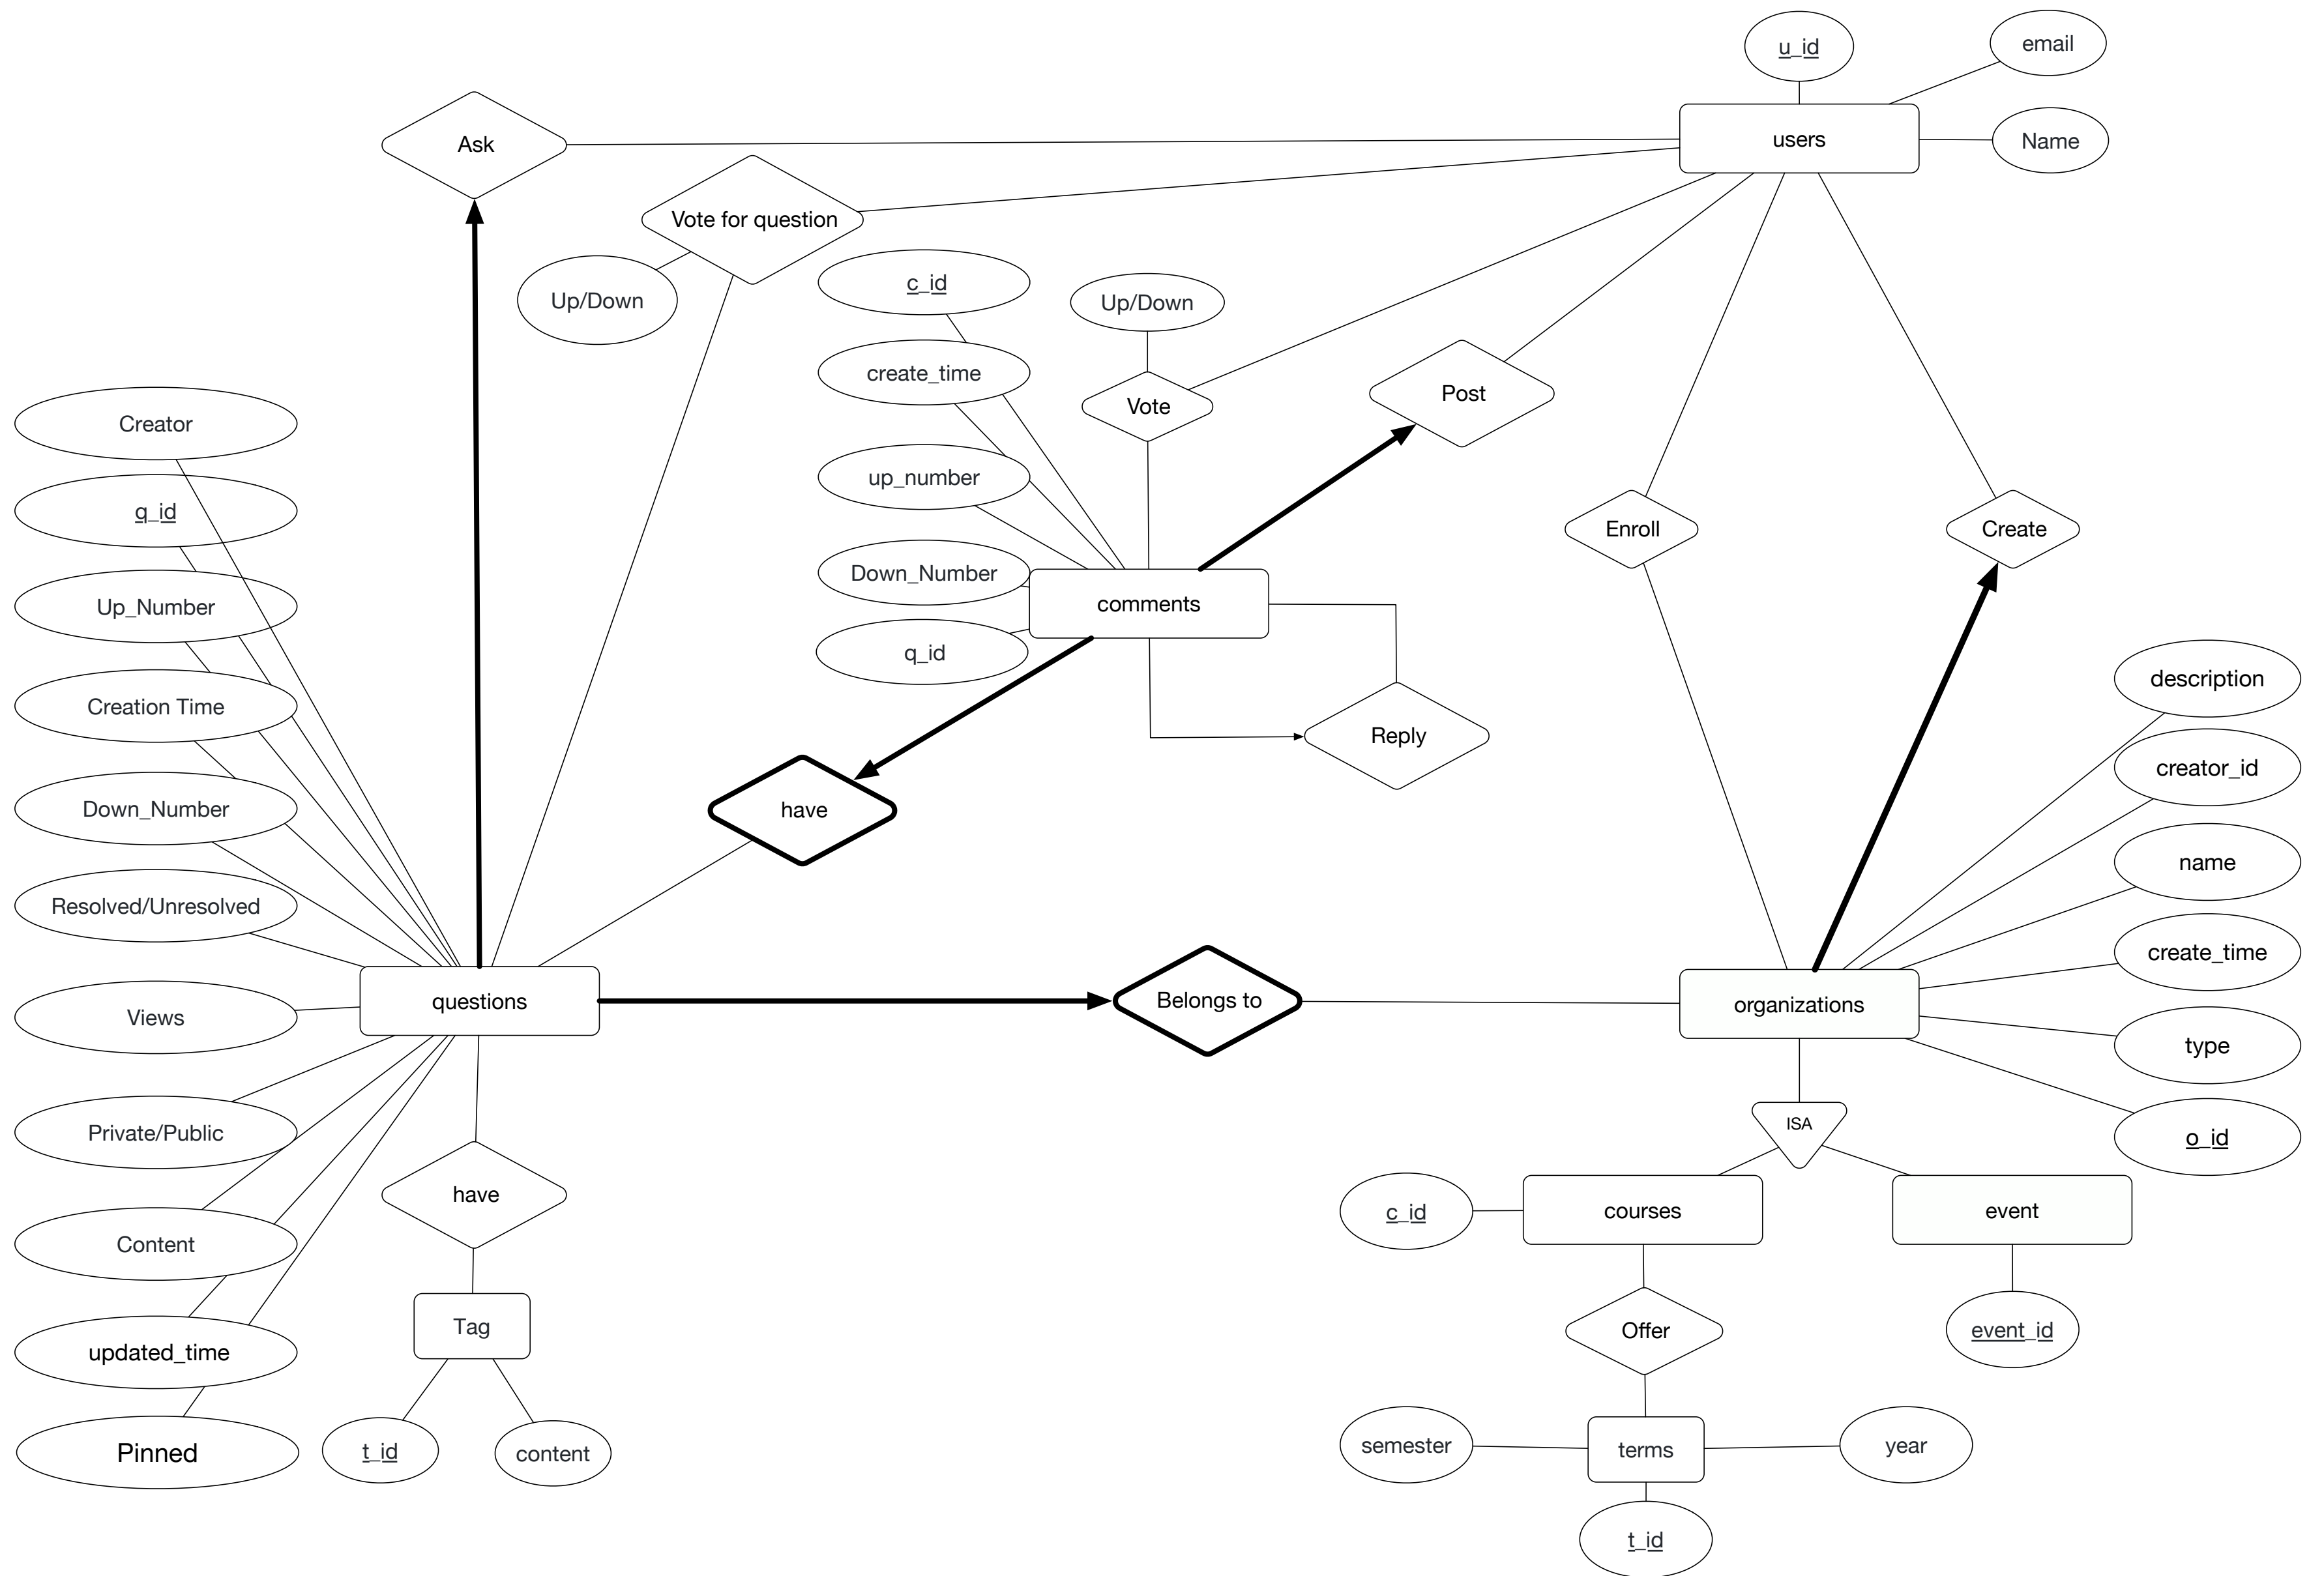 u_id
email
Ask
users
Name
Vote for question
c_id
Up/Down
Up/Down
create_time
Post
Vote
Creator
up_number
q_id
Enroll
Create
Down_Number
comments
Up_Number
q_id
description
Creation Time
Reply
creator_id
Down_Number
have
name
Resolved/Unresolved
create_time
questions
Belongs to
organizations
Views
type
ISA
Private/Public
o_id
have
c_id
courses
event
Content
Tag
Offer
event_id
updated_time
Pinned
t_id
content
semester
terms
year
t_id